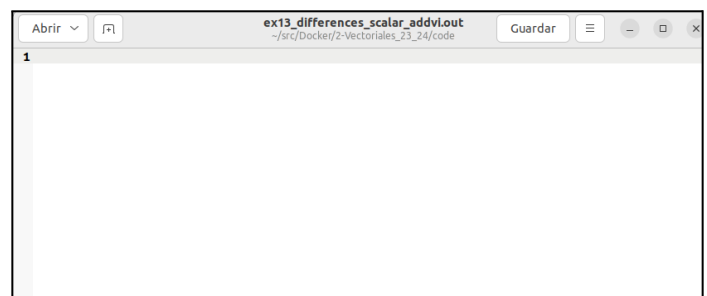 Abrir
ex13_differences_scalar_addvi.out
~/src/Docker/2-Vectoriales_23_24/code
Guardar
1